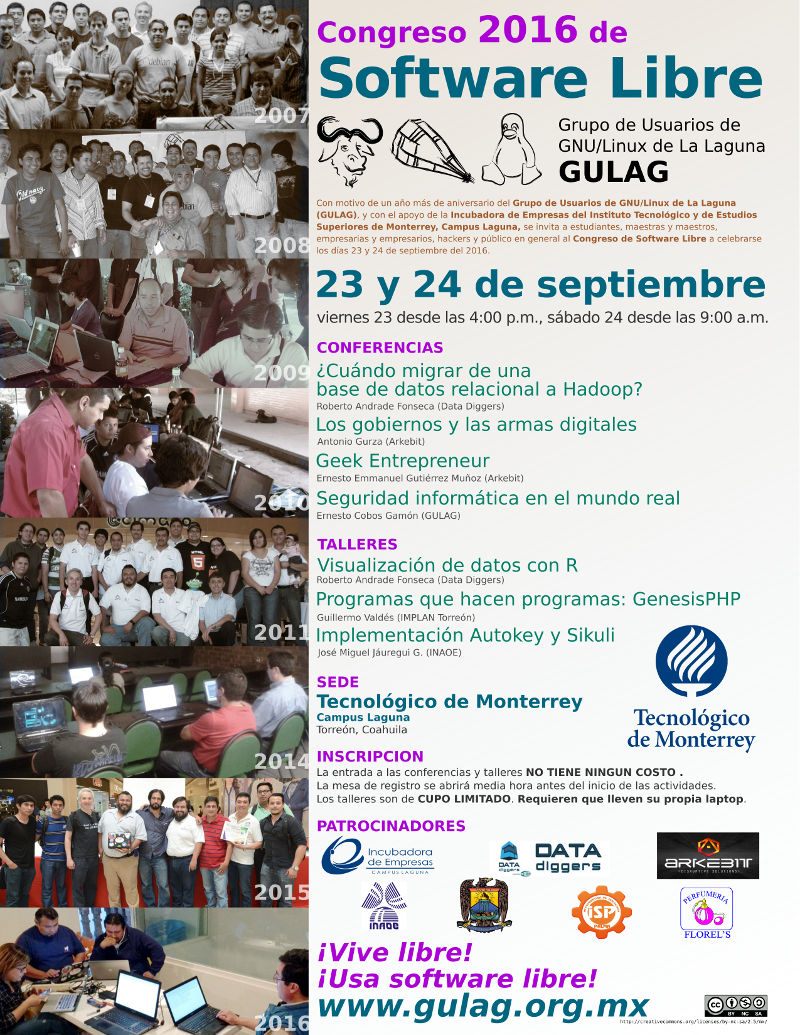 2007
2008
2009
2010
2011
2014
2015
2016
Congreso 2016 de
Software Libre
Grupo de Usuarios de
GNU/Linux de La Laguna
GULAG
Con motivo de un año más de aniversario del Grupo de Usuarios de GNU/Linux de La Laguna
(GULAG), y con el apoyo de la Incubadora de Empresas del Instituto Tecnológico y de Estudios
Superiores de Monterrey, Campus Laguna, se invita a estudiantes, maestras y maestros,
empresarias y empresarios, hackers y público en general al Congreso de Software Libre a celebrarse
los días 23 y 24 de septiembre del 2016.
23 y 24 de septiembre
viernes 23 desde las 4:00 p.m., sábado 24 desde las 9:00 a.m.
CONFERENCIAS
¿Cuándo migrar de una
base de datos relacional a Hadoop?
Roberto Andrade Fonseca (Data Diggers)
Los gobiernos y las armas digitales
Antonio Gurza (Arkebit)
Geek Entrepreneur
Ernesto Emmanuel Gutiérrez Muñoz (Arkebit)
Seguridad informática en el mundo real
Ernesto Cobos Gamón (GULAG)
TALLERES
Visualización de datos con R
Roberto Andrade Fonseca (Data Diggers)
Programas que hacen programas: GenesisPHP
Guillermo Valdés (IMPLAN Torreón)
Implementación Autokey y Sikuli
José Miguel Jáuregui G. (INAOE)
SEDE
Tecnológico de Monterrey
Campus Laguna
Torreón, Coahuila
Tecnológico
de Monterrey
INSCRIPCION
La entrada a las conferencias y talleres NO TIENE NINGUN COSTO .
La mesa de registro se abrirá media hora antes del inicio de las actividades.
Los talleres son de CUPO LIMITADO. Requieren que lleven su propia laptop.
PATROCINADORES
Incubadora
de Empresas
CAMPUS LAGUNA
DATA
diggers
DATA
diggers
ARKEBIT
INAOE
ISP
PERFUMERIA
FLOREL'S
¡Vive libre!
¡Usa software libre!
www.gulag.org.mx
cc
BY NC SA